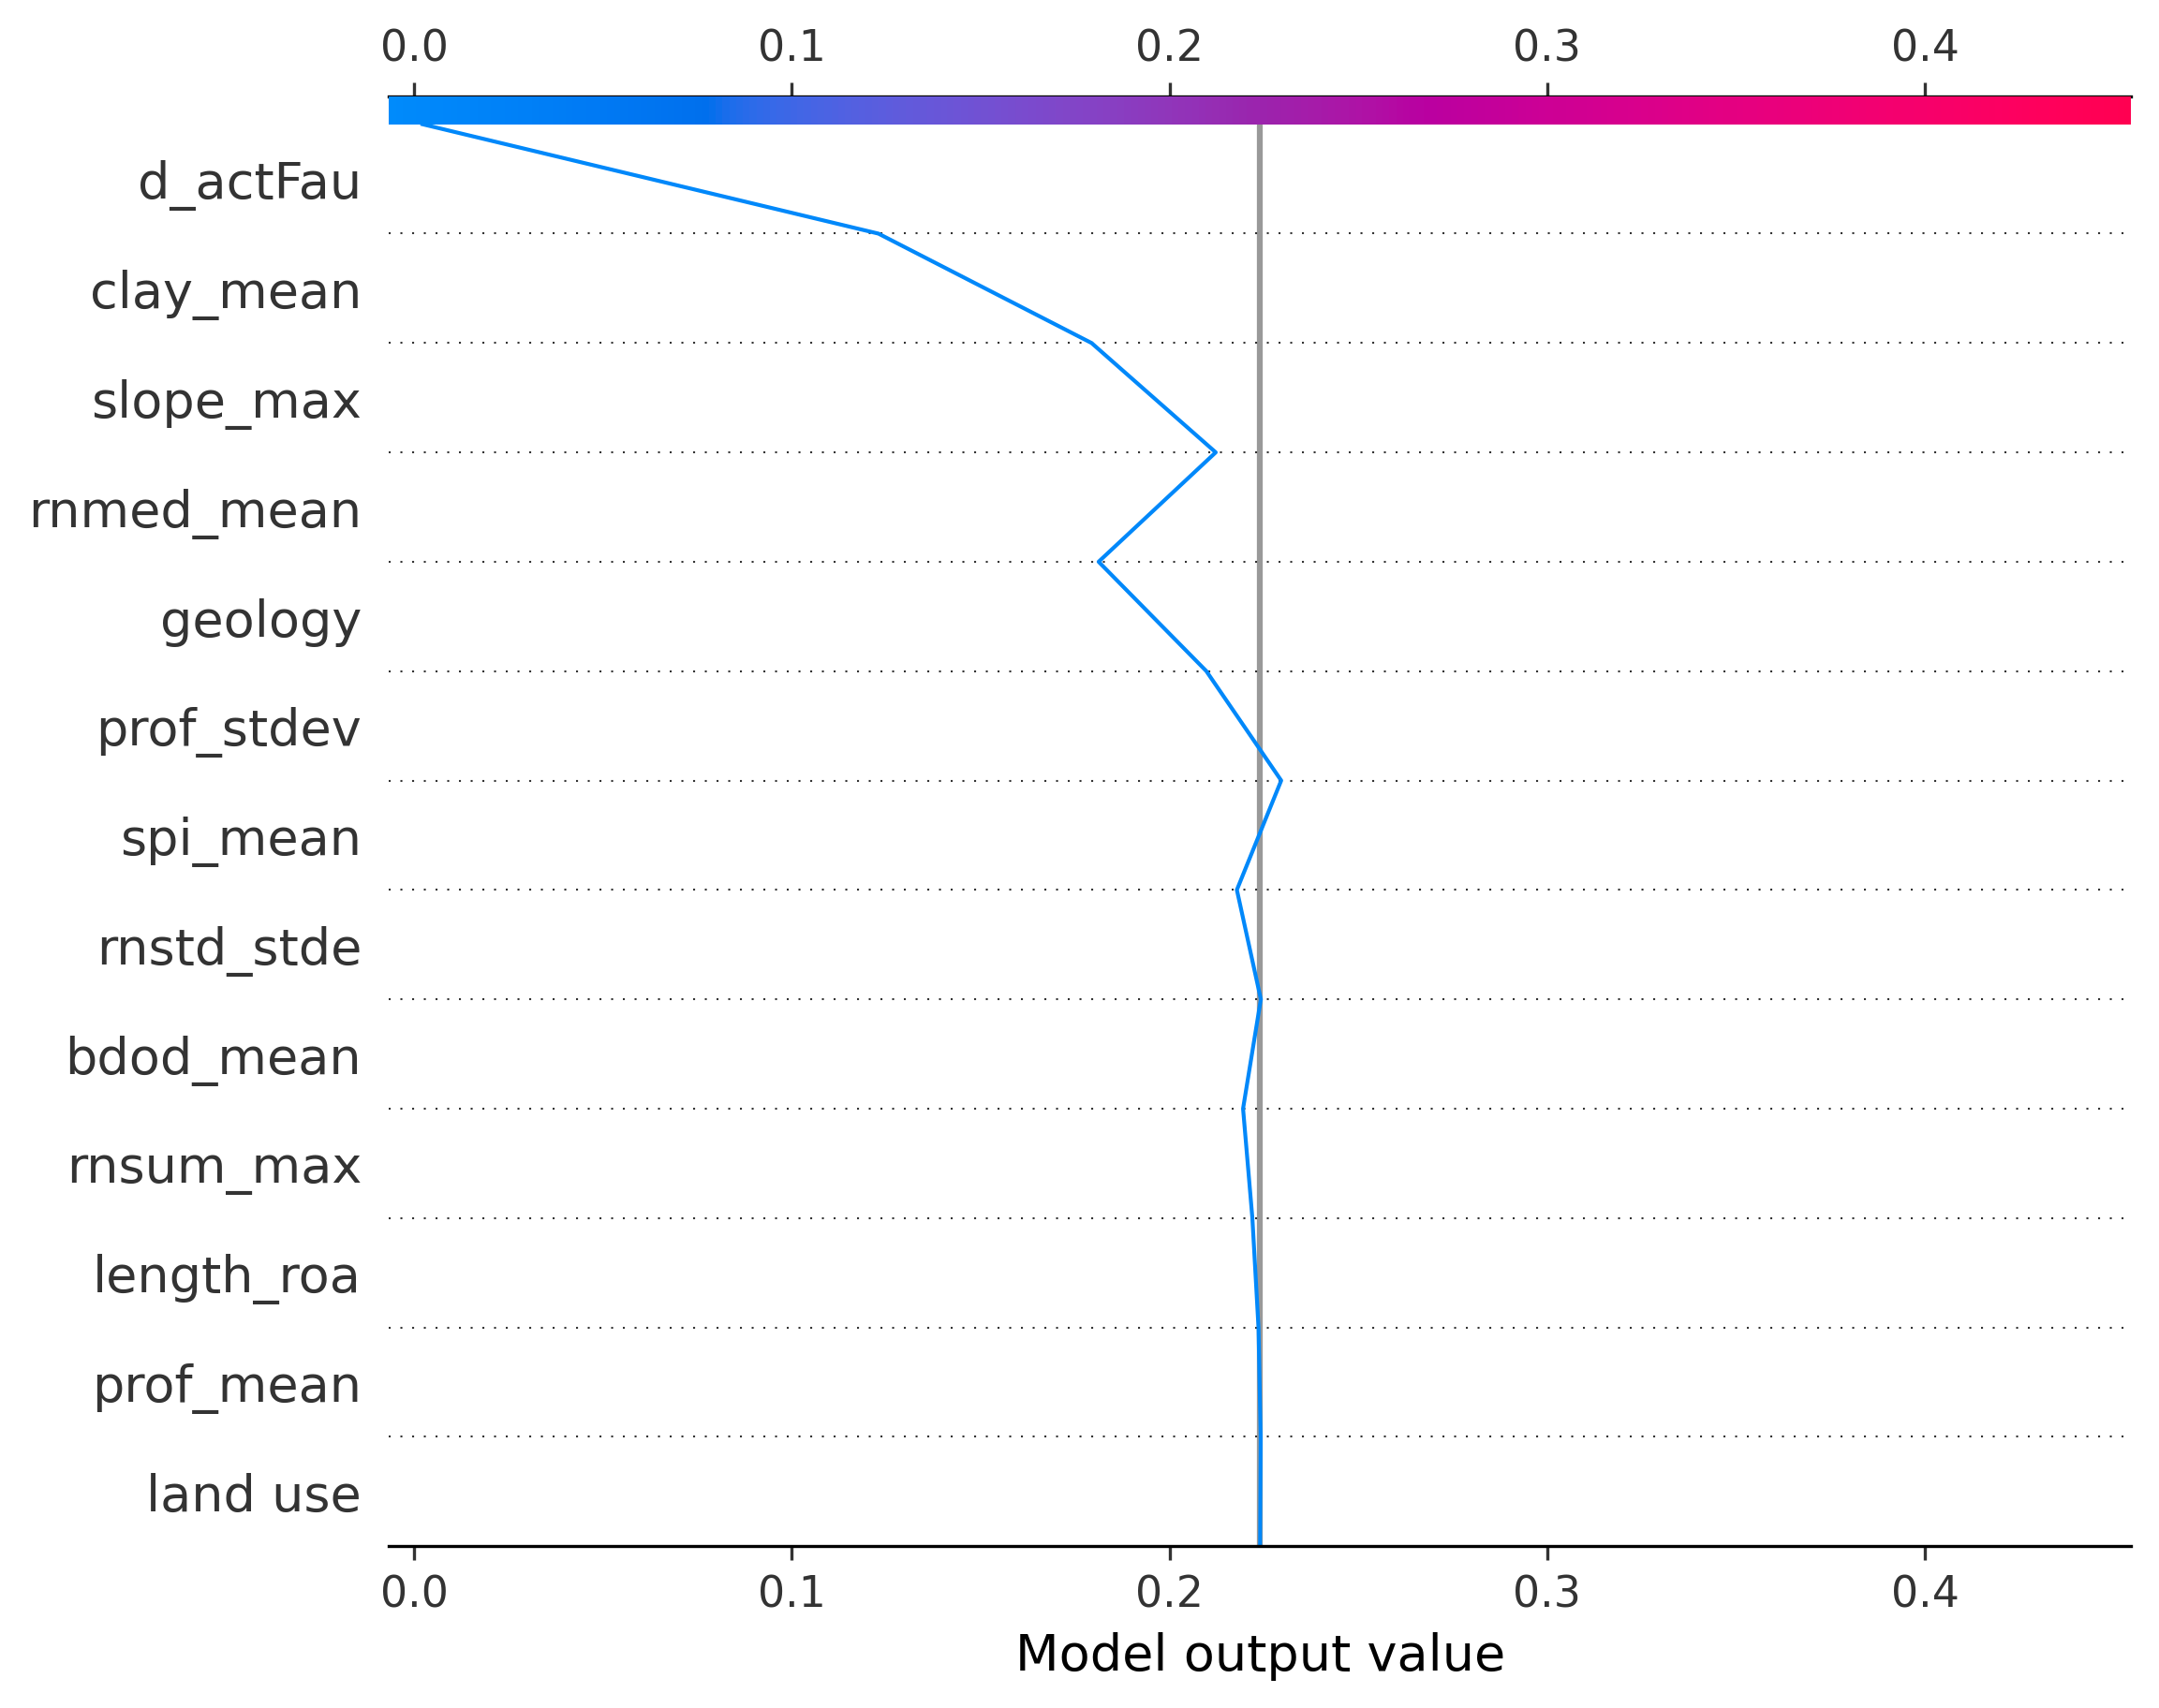 0.0 0.1 0.2 0.3 0.4
d_actFau
clay_mean
slope_max
rnmed_mean
geology
prof_stdev
spi_mean
rnstd_stde
bdod_mean
rnsum_max
length_roa
prof_mean
land use
0.0 0.1 0.2 0.3 0.4
Model output value